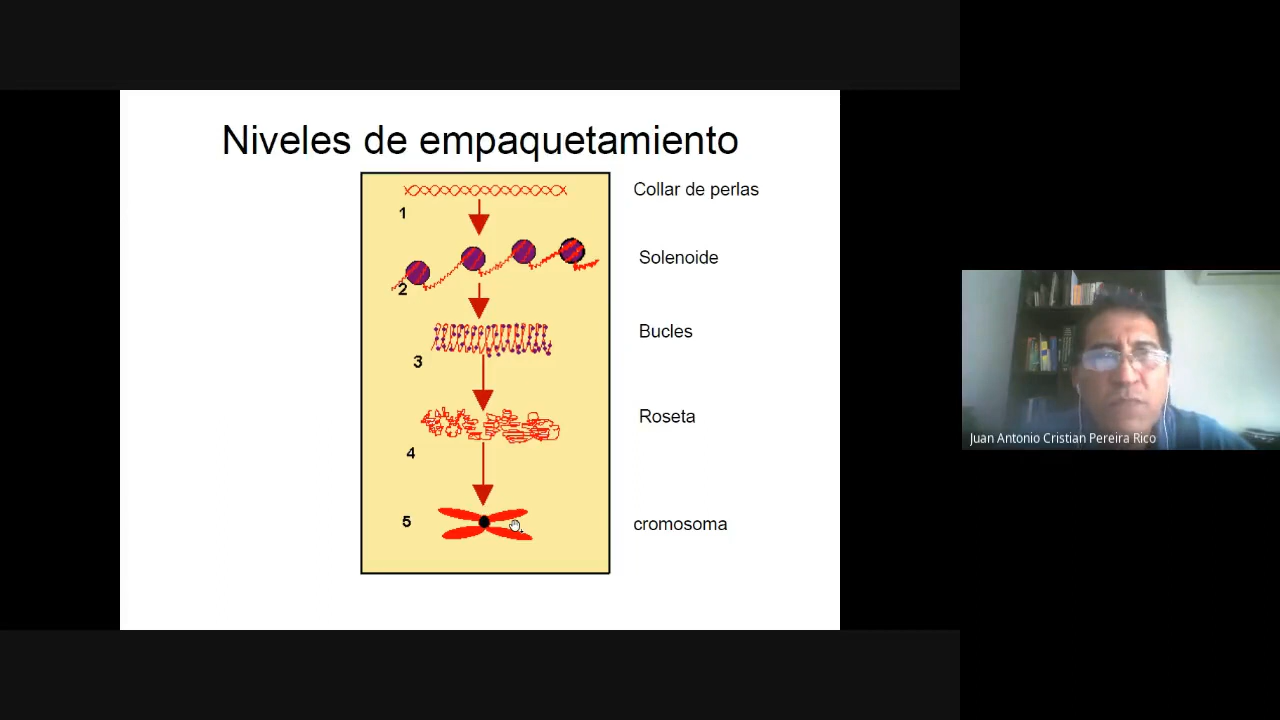 Niveles de empaquetamiento
Collar de perlas
1
Solenoide
2
Bucles
3
Roseta
4
5
cromosoma
Juan Antonio Cristian Pereira Rico